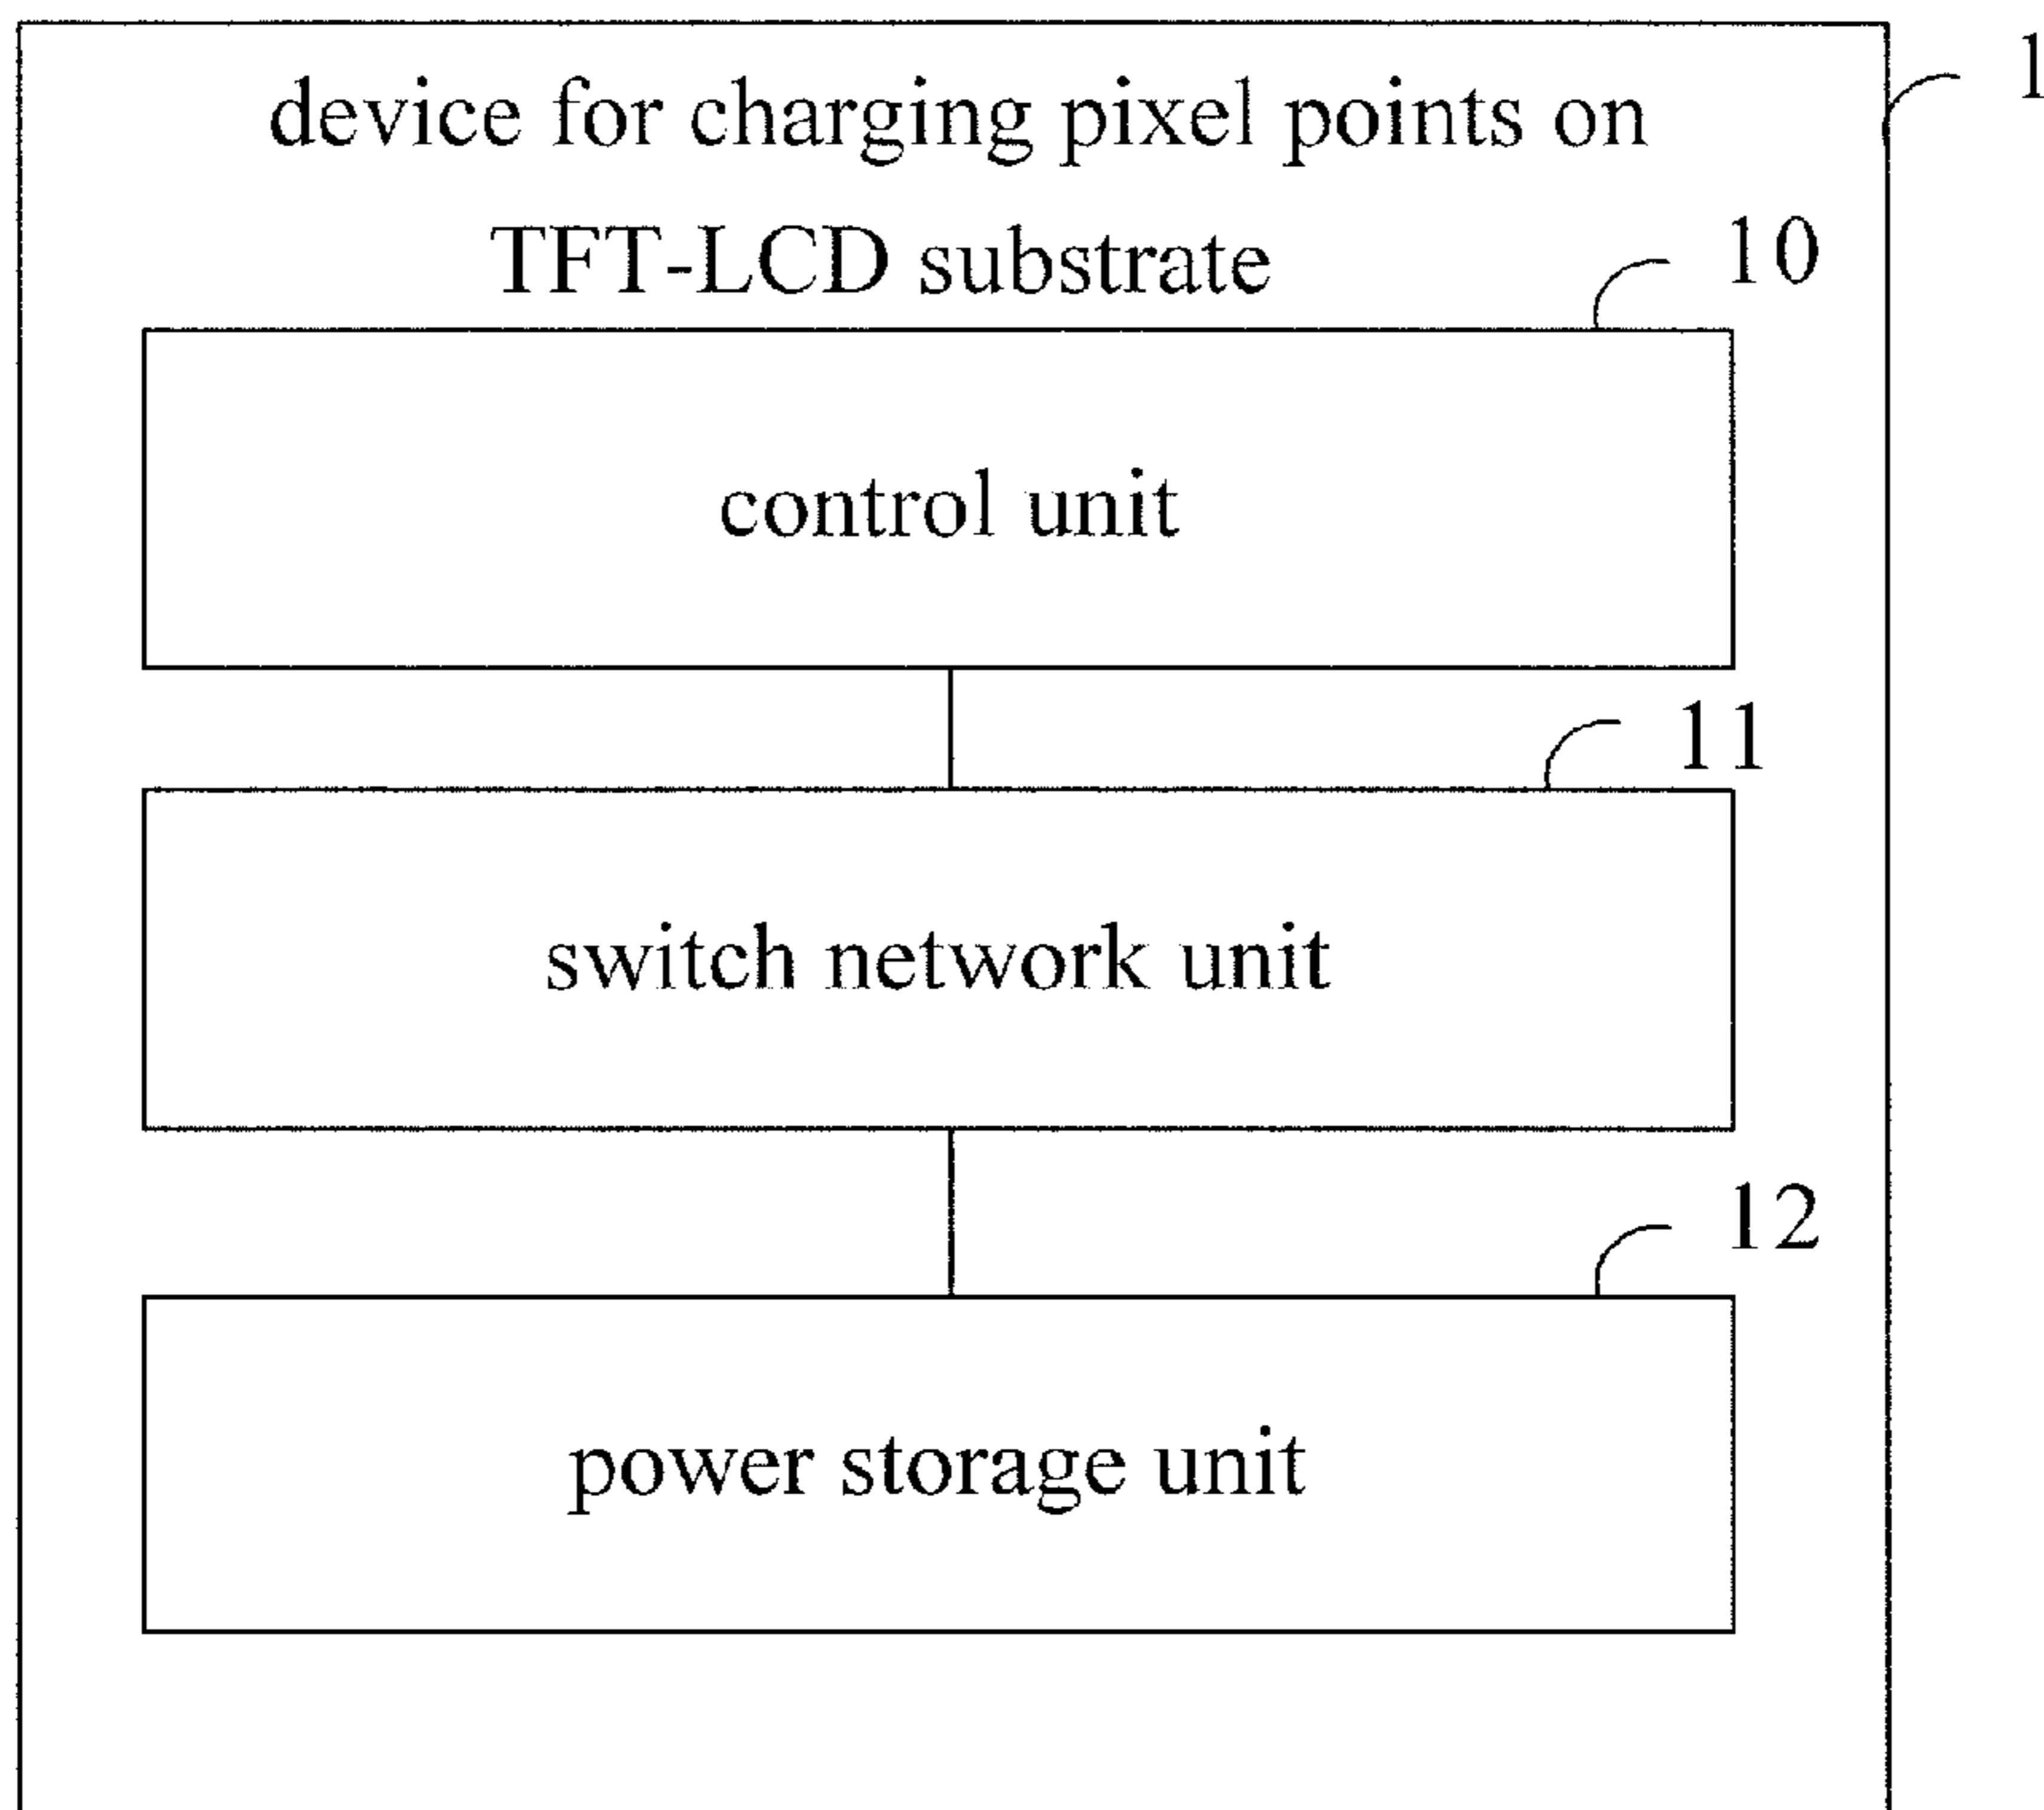 device for charging pixel points on
1
TFT-LCD substrate
10
control unit
11
switch network unit
12
power storage unit